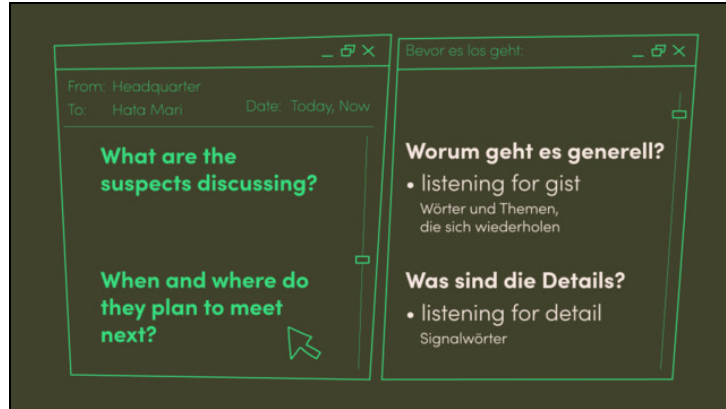 From: Headquarter
To: Hata Mari Date: Today, Now
What are the
suspects discussing?
When and where do
they plan to meet
next?
Bevor es los geht:
Worum geht es generell?
• listening for gist
Wörter und Themen,
die sich wiederholen
Was sind die Details?
• listening for detail
Signalwörter